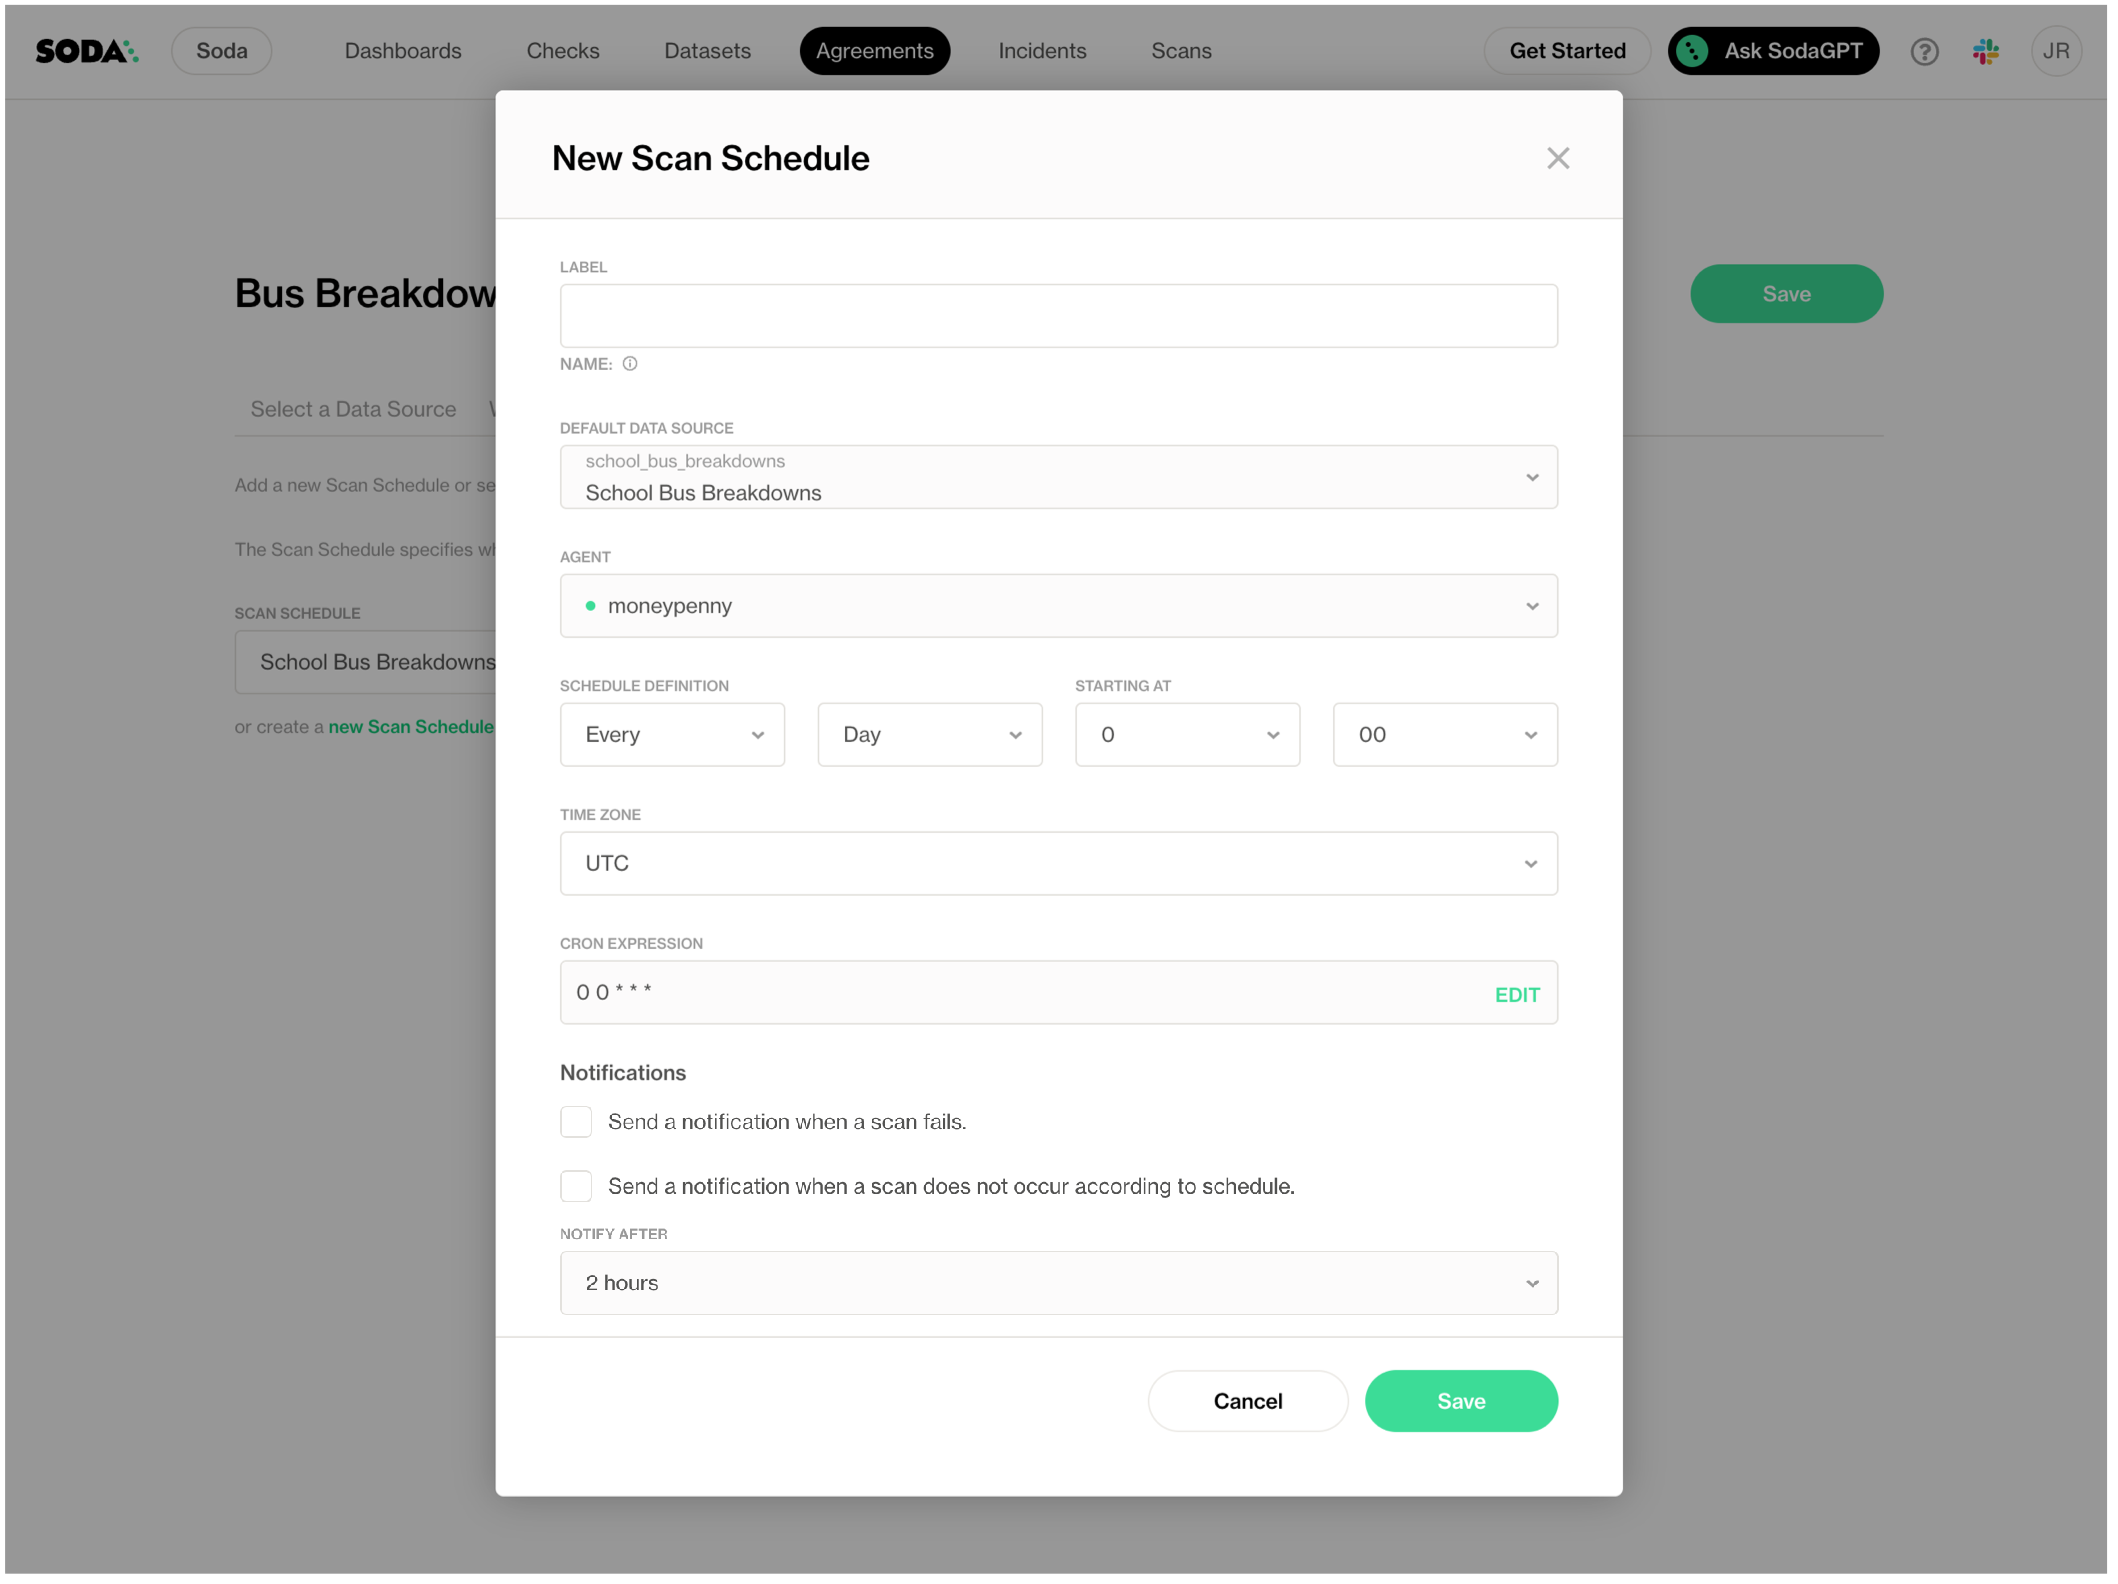 SODA Soda Dashboards Checks Datasets Agreements Incidents Scans Get Started Ask SodaGPT ? JR
New Scan Schedule
Bus Breakdow
Save
Select a Data Source
Add a new Scan Schedule or se
The Scan Schedule specifies wh
SCAN SCHEDULE
School Bus Breakdowns
or create a new Scan Schedule
LABEL
NAME:
DEFAULT DATA SOURCE
school_bus_breakdowns
School Bus Breakdowns
AGENT
moneypenny
SCHEDULE DEFINITION STARTING AT
Every Day 0 00
TIME ZONE
UTC
CRON EXPRESSION
0 0 * * * EDIT
Notifications
Send a notification when a scan fails.
Send a notification when a scan does not occur according to schedule.
NOTIFY AFTER
2 hours
Cancel Save